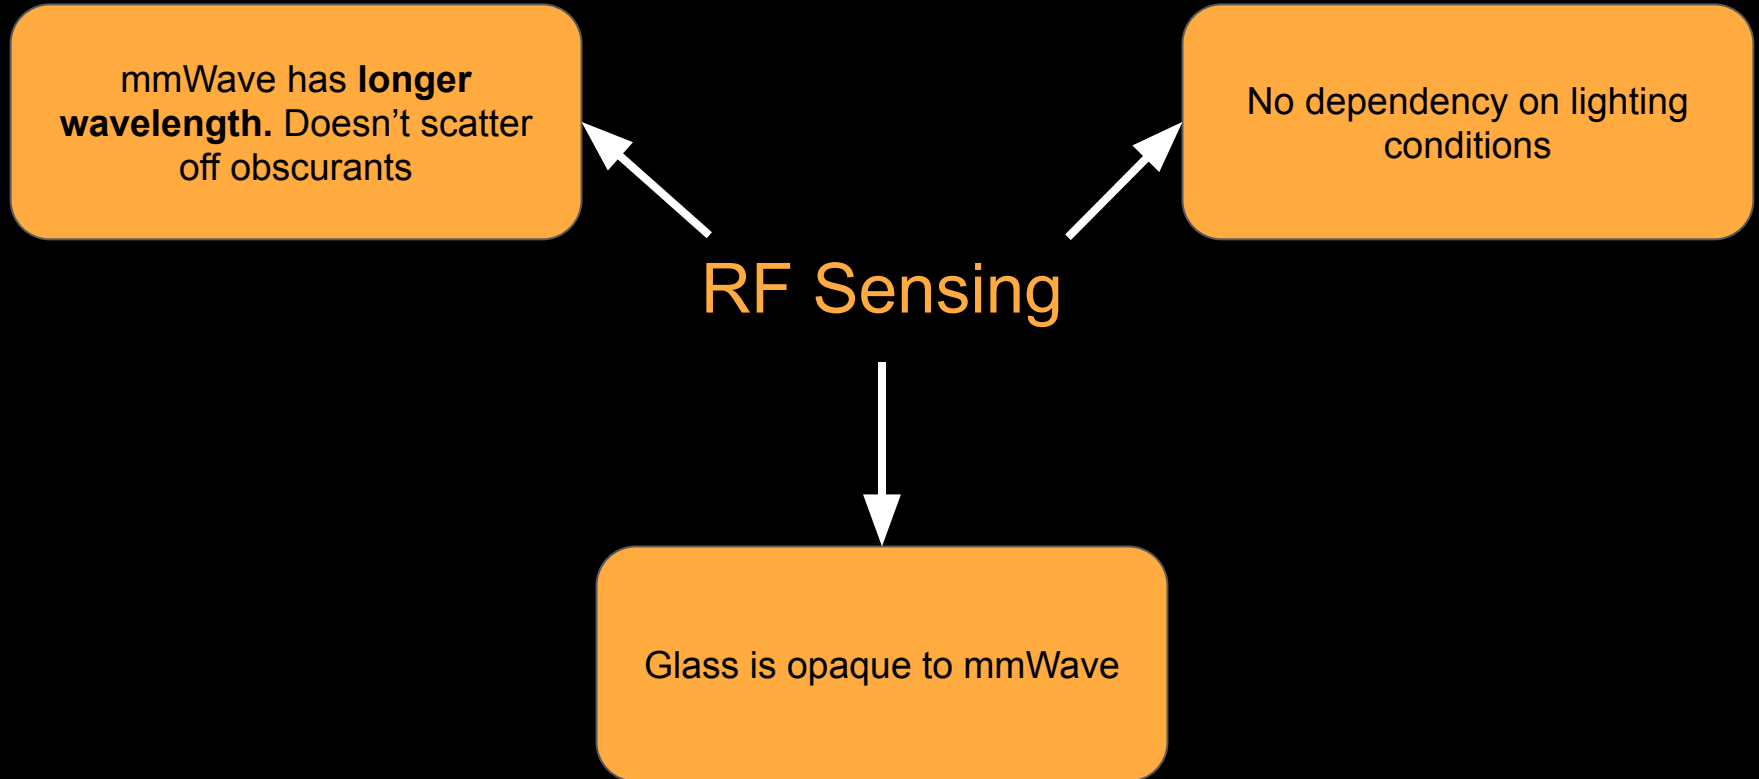 mmWave has longer
wavelength. Doesn’t scatter
off obscurants
No dependency on lighting
conditions
RF Sensing
Glass is opaque to mmWave